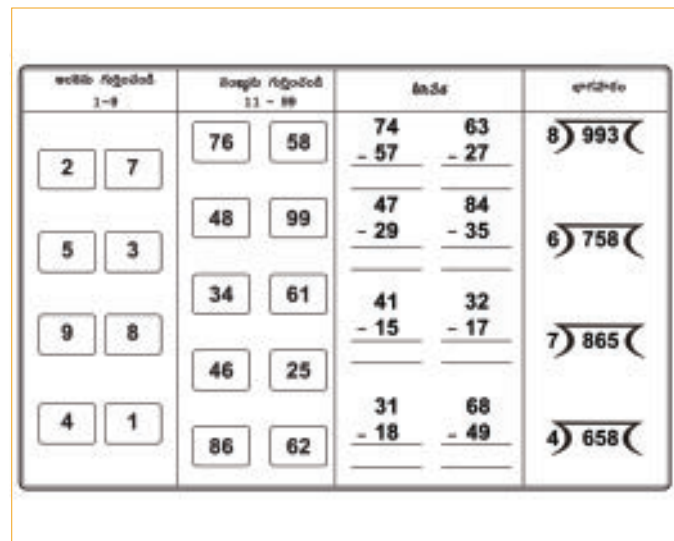 అంకెను గుర్తించండి
1-9
2 7
5 3
9 8
4 1
సంఖ్యను గుర్తించండి
11 - 99
76 58
48 99
34 61
46 25
86 62
తీసివేత
74 63
- 57 - 27
47 84
- 29 - 35
41 32
- 15 - 17
31 68
- 18 - 49
భాగహారం
8) 993 (
6) 758 (
7) 865 (
4) 658 (